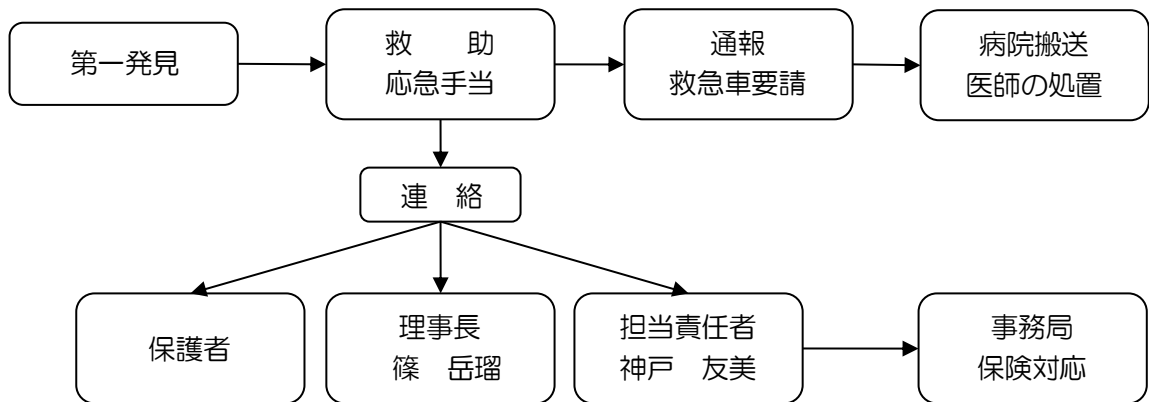 第一発見
救　助
応急手当
通報
救急車要請
病院搬送
医師の処置
連　絡
保護者
理事長
篠　岳瑠
担当責任者
神戸　友美
事務局
保険対応